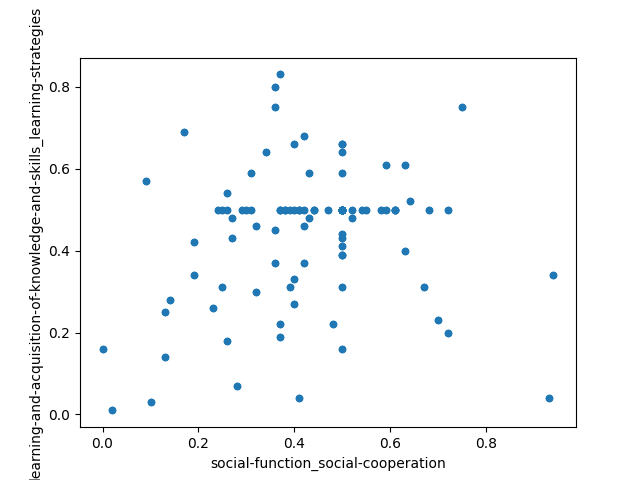 learning-and-acquisition-of-knowledge-and-skills_learning-strategies
0.8
0.6
0.4
0.2
0.0
0.0 0.2 0.4 0.6 0.8
social-function_social-cooperation